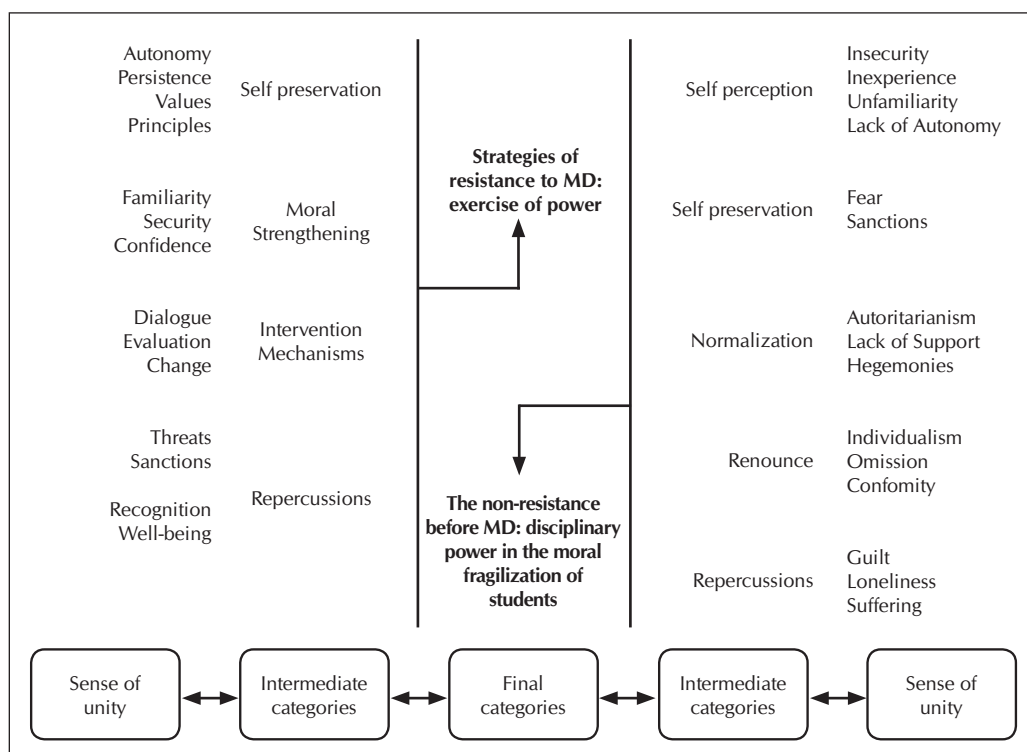 Autonomy
Persistence
Values
Principles
Self preservation
Familiarity
Security
Confidence
Moral
Strengthening
Dialogue
Evaluation
Change
Intervention
Mechanisms
Threats
Sanctions
Recognition
Well-being
Repercussions
Strategies of
resistance to MD:
exercise of power
The non-resistance
before MD: disciplinary
power in the moral
fragilization of
students
Self perception
Insecurity
Inexperience
Unfamiliarity
Lack of Autonomy
Self preservation
Fear
Sanctions
Normalization
Autoritarianism
Lack of Support
Hegemonies
Renounce
Individualism
Omission
Confomity
Repercussions
Guilt
Loneliness
Suffering
Sense of
unity
Intermediate
categories
Final
categories
Intermediate
categories
Sense of
unity